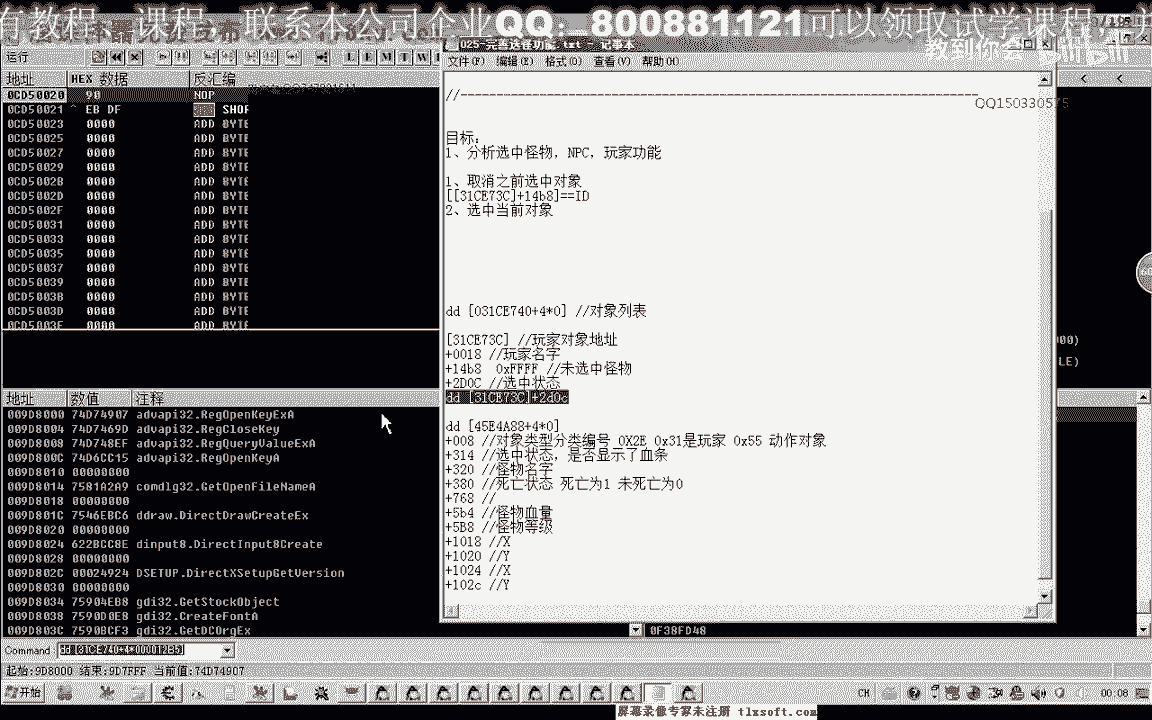 有教程、课程、联系本公司企业QQ：800881121可以领取试学课程，
教到你会
025-完善选怪功能.txt - 记事本
运行
文件(F) 编辑(E) 格式(O) 查看(V) 帮助(H)
地址 HEX 数据 反汇编
0CD50020 90 NOP
0CD50021 ^ EB DF SHOR
0CD50023 0000 ADD BYTE
0CD50025 0000 ADD BYTE
0CD50027 0000 ADD BYTE
0CD50029 0000 ADD BYTE
0CD5002B 0000 ADD BYTE
0CD5002D 0000 ADD BYTE
0CD5002F 0000 ADD BYTE
0CD50031 0000 ADD BYTE
0CD50033 0000 ADD BYTE
0CD50035 0000 ADD BYTE
0CD50037 0000 ADD BYTE
0CD50039 0000 ADD BYTE
0CD5003B 0000 ADD BYTE
0CD5003D 0000 ADD BYTE
0CD5003F 0000 ADD BYTE
QQ150330575
目标：
1、分析选中怪物，NPC，玩家功能
1、取消之前选中对象
[[31CE73C]+14b8]==ID
2、选中当前对象
dd [031CE740+4*0] //对象列表
[31CE73C] //玩家对象地址
+0018 //玩家名字
+14b8 0xFFFF //未选中怪物
+2D0C //选中状态
dd [31CE73C]+2d0c
dd [45E4A88+4*0]
+008 //对象类型分类编号 0X2E 0x31是玩家 0x55 动作对象
+314 //选中状态，是否显示了血条
+320 //怪物名字
+380 //死亡状态 死亡为1 未死亡为0
+768 //
+5b4 //怪物血量
+5B8 //怪物等级
+1018 //X
+1020 //Y
+1024 //X
+102c //Y
地址 数值 注释
009D8000 74D74907 advapi32.RegOpenKeyExA
009D8004 74D7469D advapi32.RegCloseKey
009D8008 74D748EF advapi32.RegQueryValueExA
009D800C 74D6CC15 advapi32.RegOpenKeyA
009D8010 00000000
009D8014 7581A2A9 comdlg32.GetOpenFileNameA
009D8018 00000000
009D801C 7546EBC6 ddraw.DirectDrawCreateEx
009D8020 00000000
009D8024 622BCC8E dinput8.DirectInput8Create
009D8028 00000000
009D802C 00024924 DSETUP.DirectXSetupGetVersion
009D8030 00000000
009D8034 75904EB8 gdi32.GetStockObject
009D8038 7590D0E8 gdi32.CreateFontA
009D803C 7590BCF3 gdi32.GetDCOrgEx
0F38FD48
Command: dd [31CE740+4*000012B5]
起始:9D8000 结束:9D7FFF 当前值:74D74907
开始
CH
00:08
屏幕录像专家未注册 tlxsoft.com